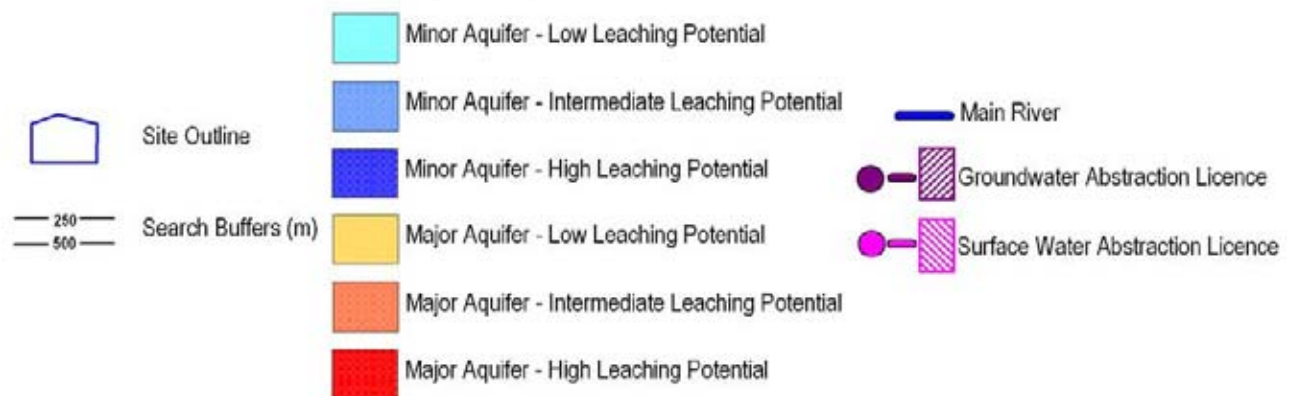 Site Outline
250
500
Search Buffers (m)
Minor Aquifer - Low Leaching Potential
Minor Aquifer - Intermediate Leaching Potential
Minor Aquifer - High Leaching Potential
Major Aquifer - Low Leaching Potential
Major Aquifer - Intermediate Leaching Potential
Major Aquifer - High Leaching Potential
Main River
Groundwater Abstraction Licence
Surface Water Abstraction Licence